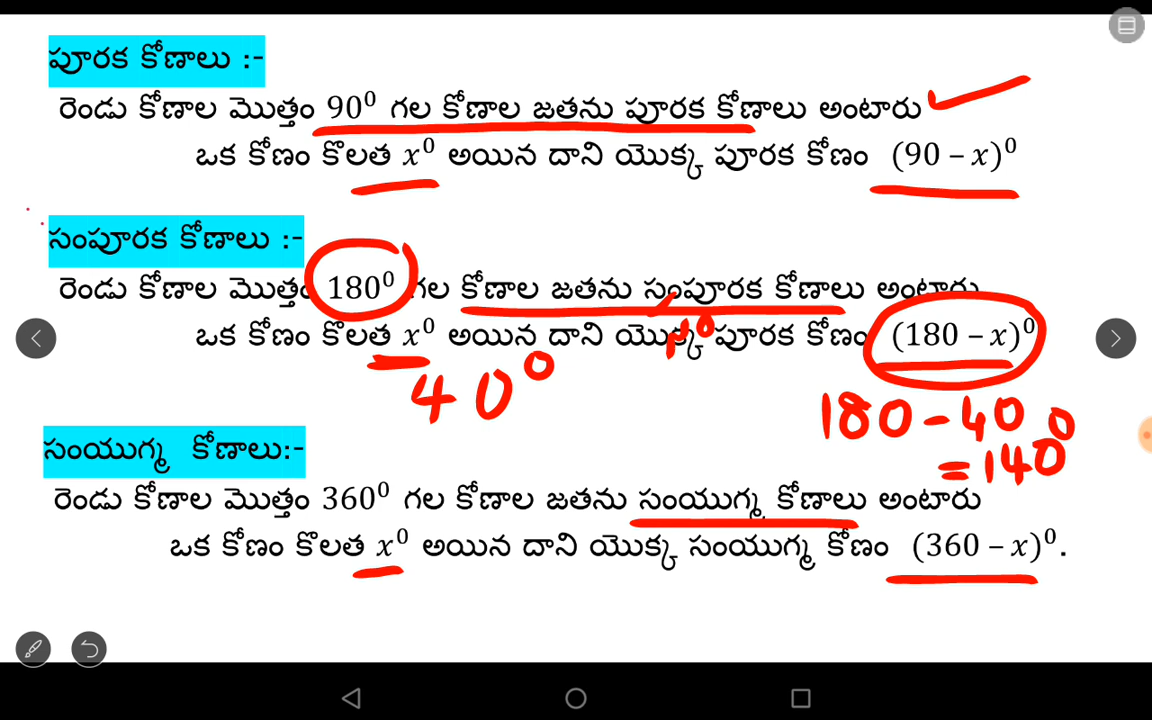 పూరక కోణాలు :-
రెండు కోణాల మొత్తం 90⁰ గల కోణాల జతను పూరక కోణాలు అంటారు
ఒక కోణం కొలత x⁰ అయిన దాని యొక్క పూరక కోణం (90 – x)⁰
సంపూరక కోణాలు :-
రెండు కోణాల మొత్తం 180⁰ గల కోణాల జతను సంపూరక కోణాలు అంటారు
ఒక కోణం కొలత x⁰ అయిన దాని యొక్క పూరక కోణం (180 – x)⁰
40⁰
180 - 40
= 140⁰
సంయుగ్మ కోణాలు:-
రెండు కోణాల మొత్తం 360⁰ గల కోణాల జతను సంయుగ్మ కోణాలు అంటారు
ఒక కోణం కొలత x⁰ అయిన దాని యొక్క సంయుగ్మ కోణం (360 – x)⁰.